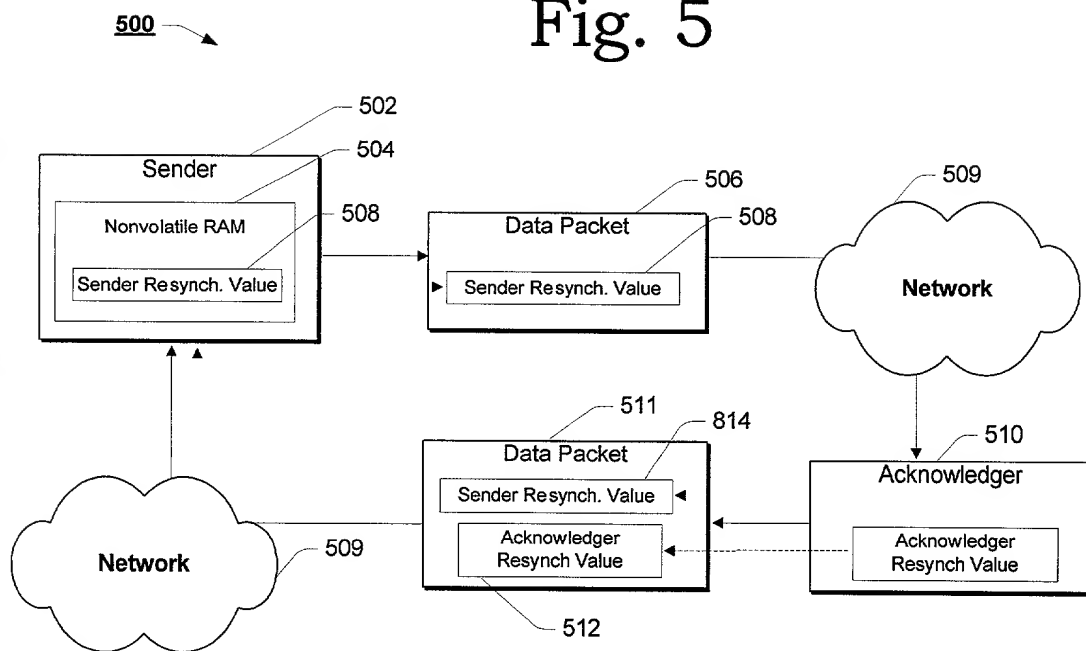 500
Fig. 5
502
Sender
504
Nonvolatile RAM
508
Sender Resynch. Value
506
Data Packet
508
Sender Resynch. Value
509
Network
511
814
Data Packet
Sender Resynch. Value
Acknowledger
Resynch Value
512
510
Acknowledger
Acknowledger
Resynch Value
Network
509